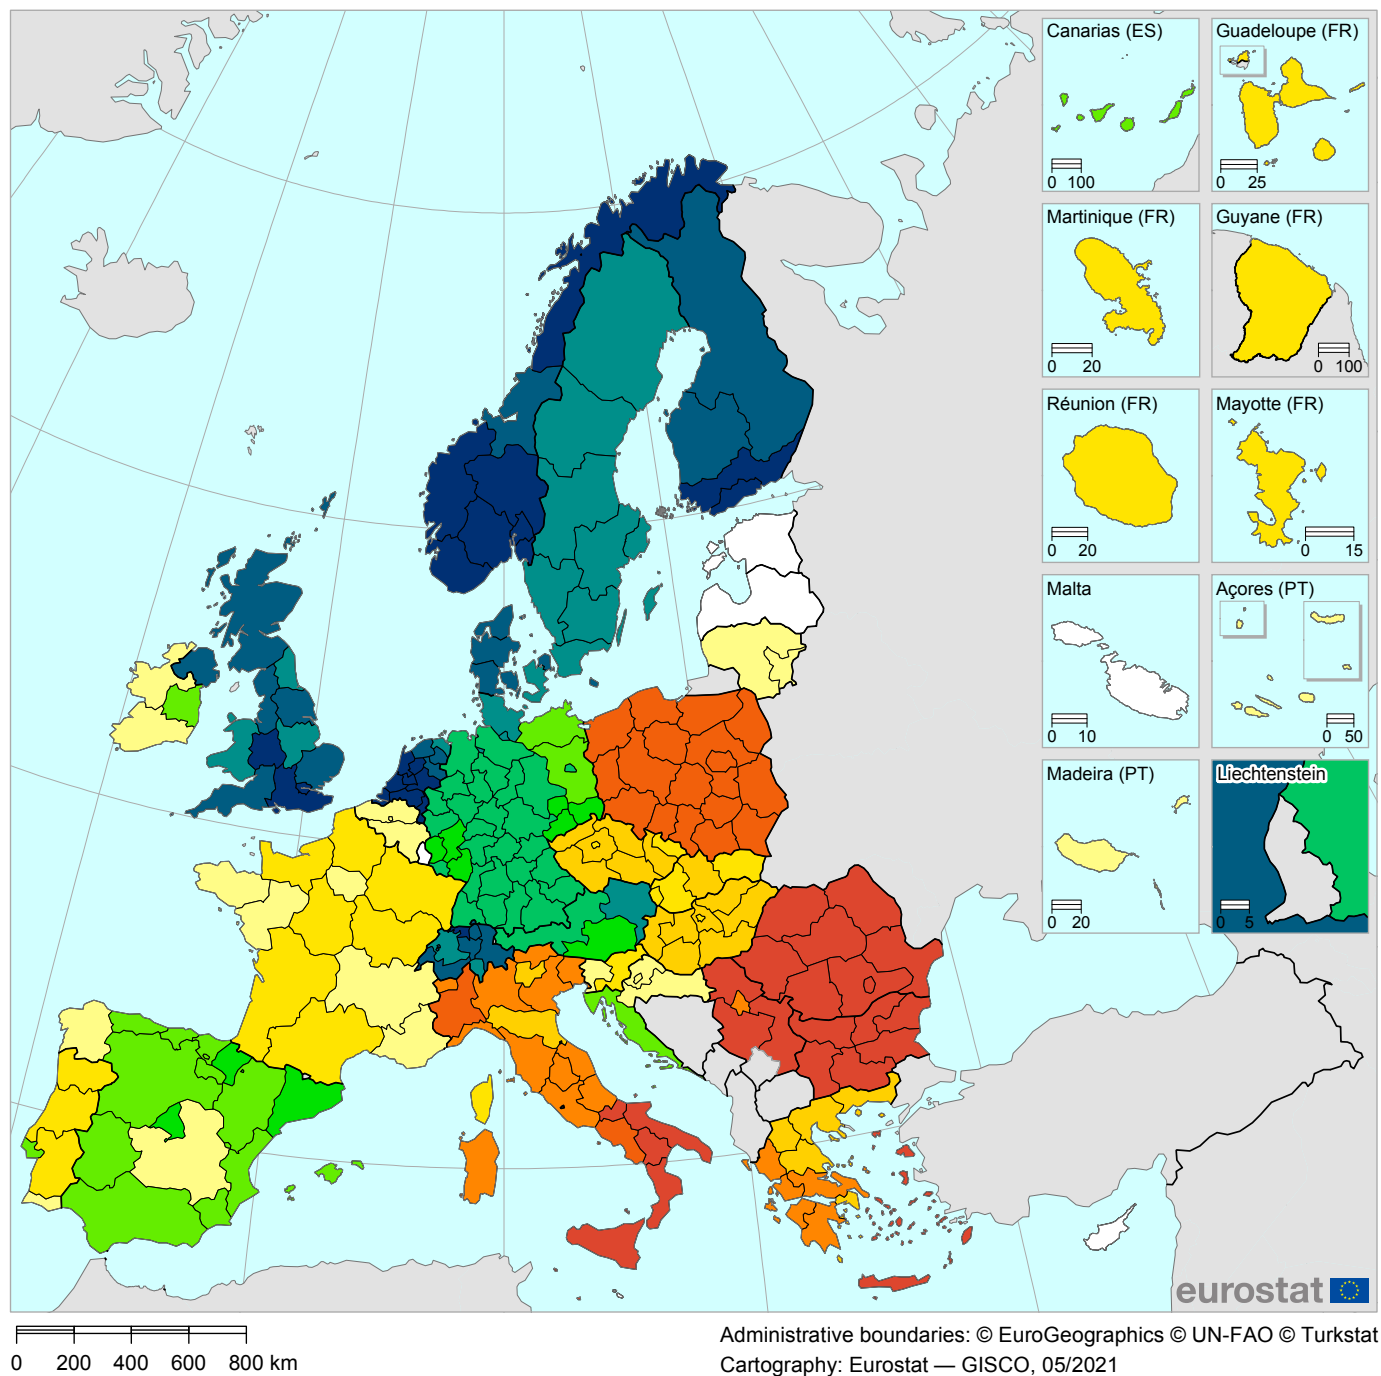 Canarias (ES)
0 100
Guadeloupe (FR)
0 25
Martinique (FR)
0 20
Guyane (FR)
0 100
Réunion (FR)
0 20
Mayotte (FR)
0 15
Malta
0 10
Açores (PT)
0 50
Madeira (PT)
0 20
Liechtenstein
0 5
eurostat
0 200 400 600 800 km
Administrative boundaries: © EuroGeographics © UN-FAO © Turkstat
Cartography: Eurostat — GISCO, 05/2021